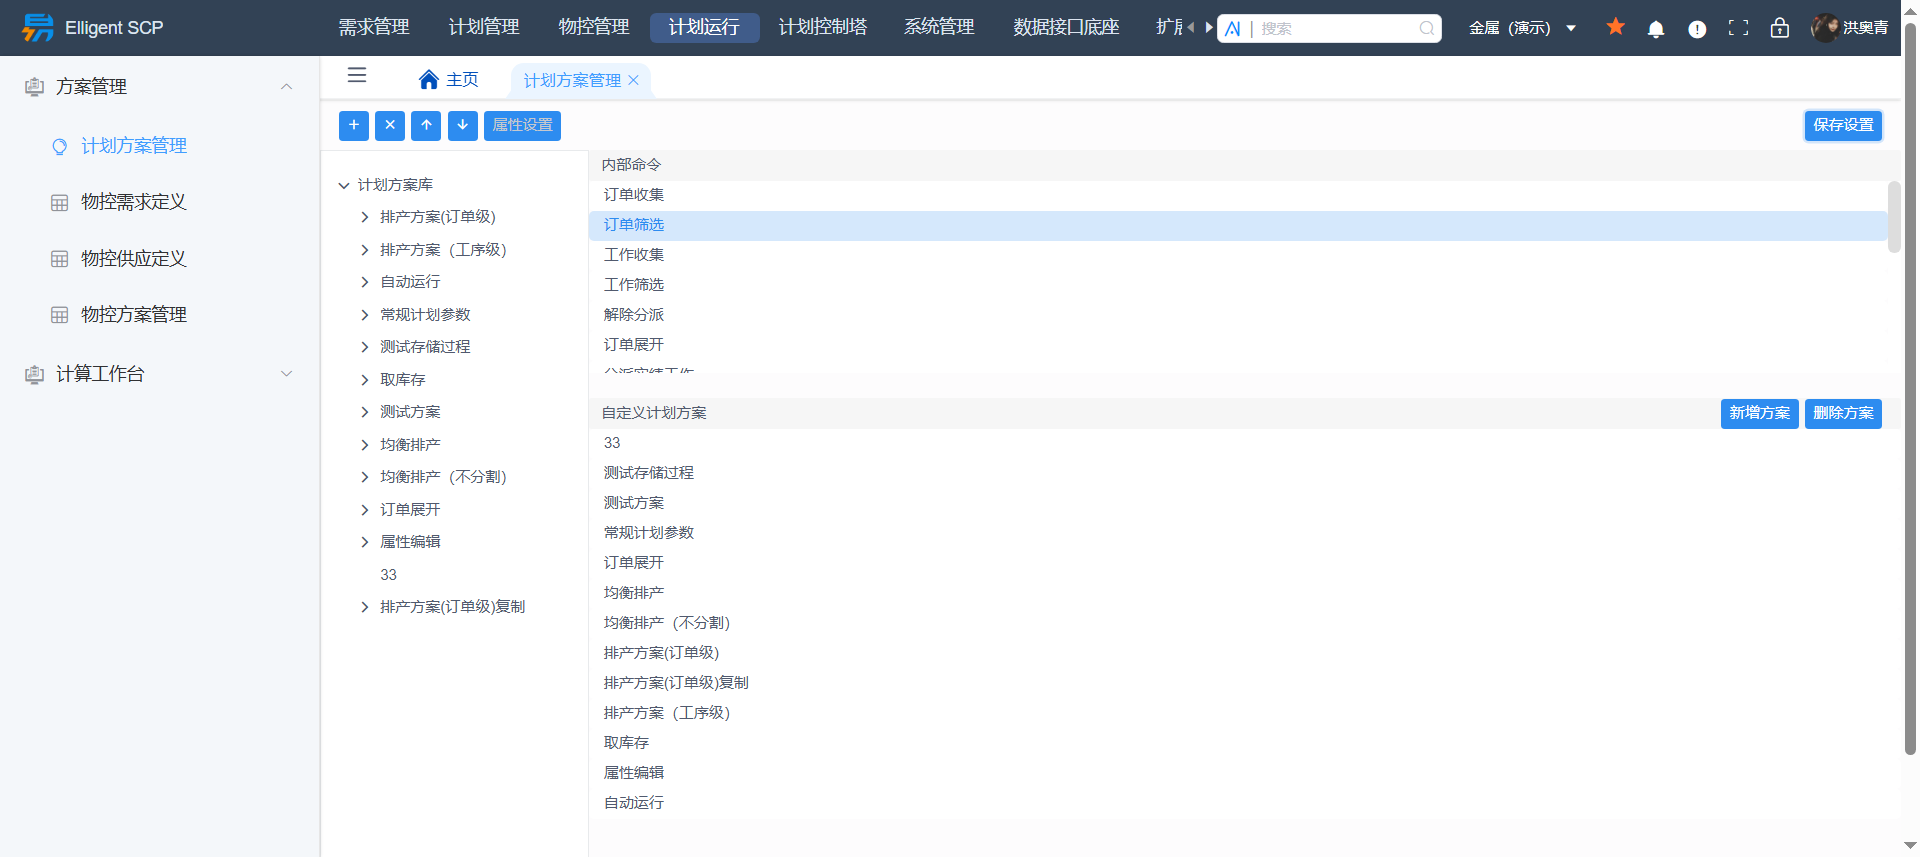 Elligent SCP
需求管理
计划管理
物控管理
计划运行
计划控制塔
系统管理
数据接口底座
扩展
AI | 搜索
金属（演示）
洪奥青
方案管理
计划方案管理
物控需求定义
物控供应定义
物控方案管理
计算工作台
主页
计划方案管理
属性设置
保存设置
计划方案库
排产方案(订单级)
排产方案（工序级）
自动运行
常规计划参数
测试存储过程
取库存
测试方案
均衡排产
均衡排产（不分割）
订单展开
属性编辑
33
排产方案(订单级)复制
内部命令
订单收集
订单筛选
工作收集
工作筛选
解除分派
订单展开
分派实绩工作
自定义计划方案
新增方案
删除方案
33
测试存储过程
测试方案
常规计划参数
订单展开
均衡排产
均衡排产（不分割）
排产方案(订单级)
排产方案(订单级)复制
排产方案（工序级）
取库存
属性编辑
自动运行